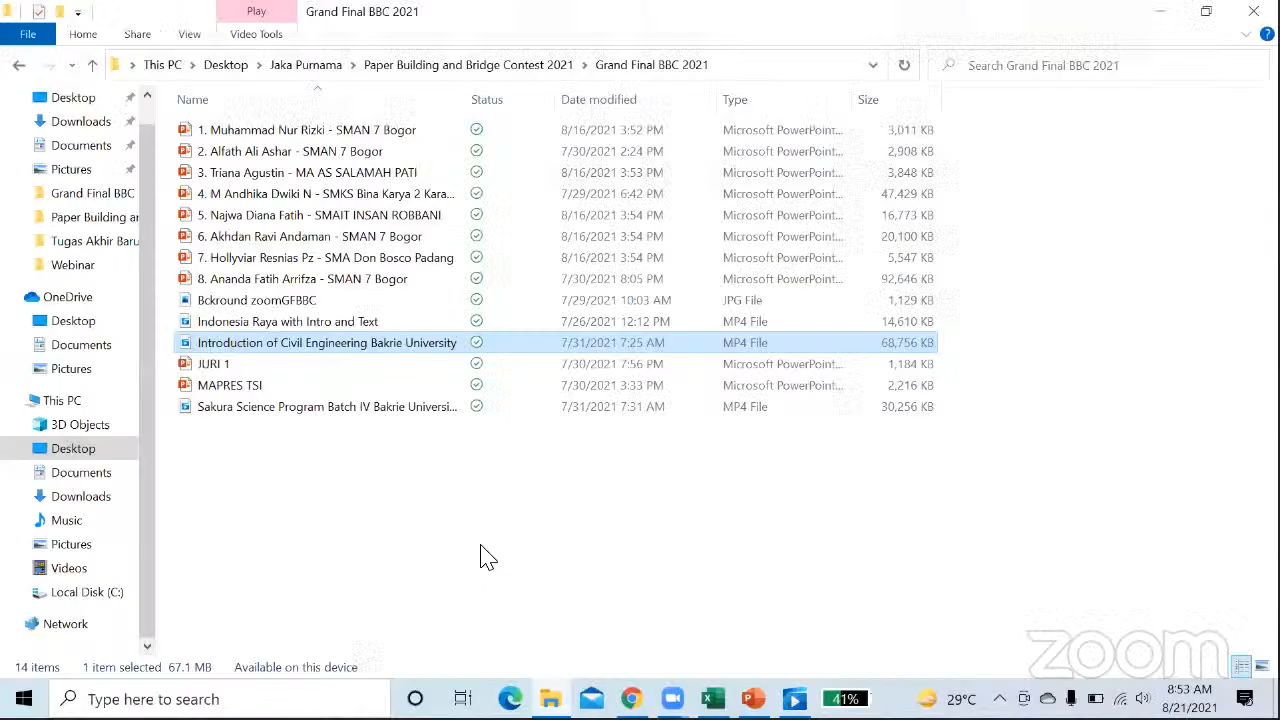 Play
Grand Final BBC 2021
File
Home
Share
View
Video Tools
This PC
Desktop
Jaka Purnama
Paper Building and Bridge Contest 2021
Grand Final BBC 2021
Search Grand Final BBC 2021
Name
Status
Date modified
Type
Size
1. Muhammad Nur Rizki - SMAN 7 Bogor 8/16/2021 3:52 PM Microsoft PowerPoint... 3,011 KB
2. Alfath Ali Ashar - SMAN 7 Bogor 7/30/2021 2:24 PM Microsoft PowerPoint... 2,908 KB
3. Triana Agustin - MA AS SALAMAH PATI 8/16/2021 3:53 PM Microsoft PowerPoint... 3,848 KB
4. M Andhika Dwiki N - SMKS Bina Karya 2 Kara... 7/29/2021 6:42 PM Microsoft PowerPoint... 47,429 KB
5. Najwa Diana Fatih - SMAIT INSAN ROBBANI 8/16/2021 3:54 PM Microsoft PowerPoint... 16,773 KB
6. Akhdan Ravi Andaman - SMAN 7 Bogor 8/16/2021 3:54 PM Microsoft PowerPoint... 20,100 KB
7. Hollyviar Resnias Pz - SMA Don Bosco Padang 8/16/2021 3:54 PM Microsoft PowerPoint... 5,547 KB
8. Ananda Fatih Arrifza - SMAN 7 Bogor 7/30/2021 8:05 PM Microsoft PowerPoint... 92,646 KB
Bckround zoomGFBBC 7/29/2021 10:03 AM JPG File 1,129 KB
Indonesia Raya with Intro and Text 7/26/2021 12:12 PM MP4 File 14,610 KB
Introduction of Civil Engineering Bakrie University 7/31/2021 7:25 AM MP4 File 68,756 KB
JURI 1 7/30/2021 7:56 PM Microsoft PowerPoint... 1,184 KB
MAPRES TSI 7/30/2021 3:33 PM Microsoft PowerPoint... 2,216 KB
Sakura Science Program Batch IV Bakrie Universi... 7/31/2021 7:31 AM MP4 File 30,256 KB
Desktop
Downloads
Documents
Pictures
Grand Final BBC
Paper Building ar
Tugas Akhir Baru
Webinar
OneDrive
Desktop
Documents
Pictures
This PC
3D Objects
Desktop
Documents
Downloads
Music
Pictures
Videos
Local Disk (C:)
Network
14 items
1 item selected 67.1 MB
Available on this device
zoom
Type here to search
41%
29°C
8:53 AM
8/21/2021